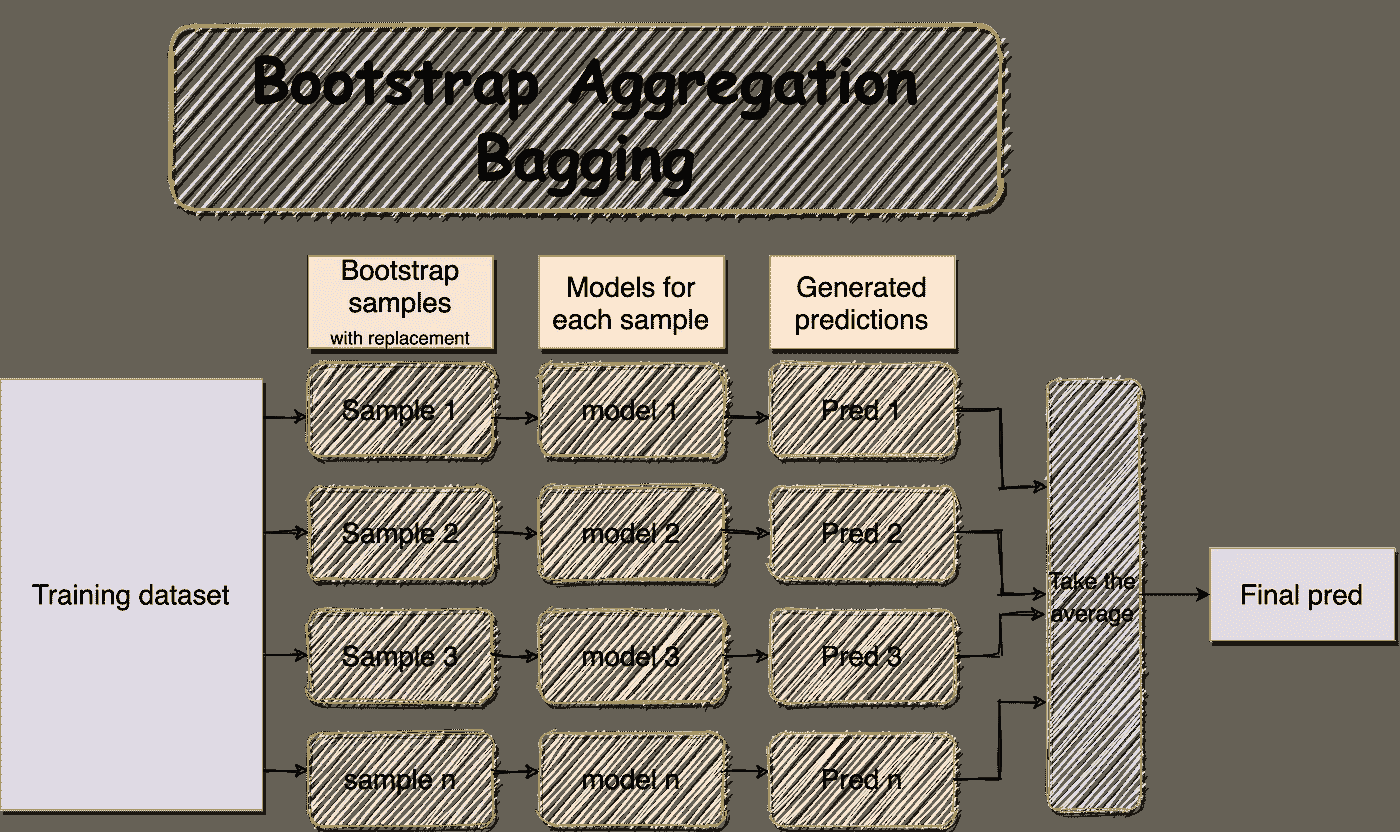 Bootstrap Aggregation
Bagging
Bootstrap
samples
with replacement
Models for
each sample
Generated
predictions
Training dataset
Sample 1
model 1
Pred 1
Sample 2
model 2
Pred 2
Sample 3
model 3
Pred 3
sample n
model n
Pred n
Take the
average
Final pred